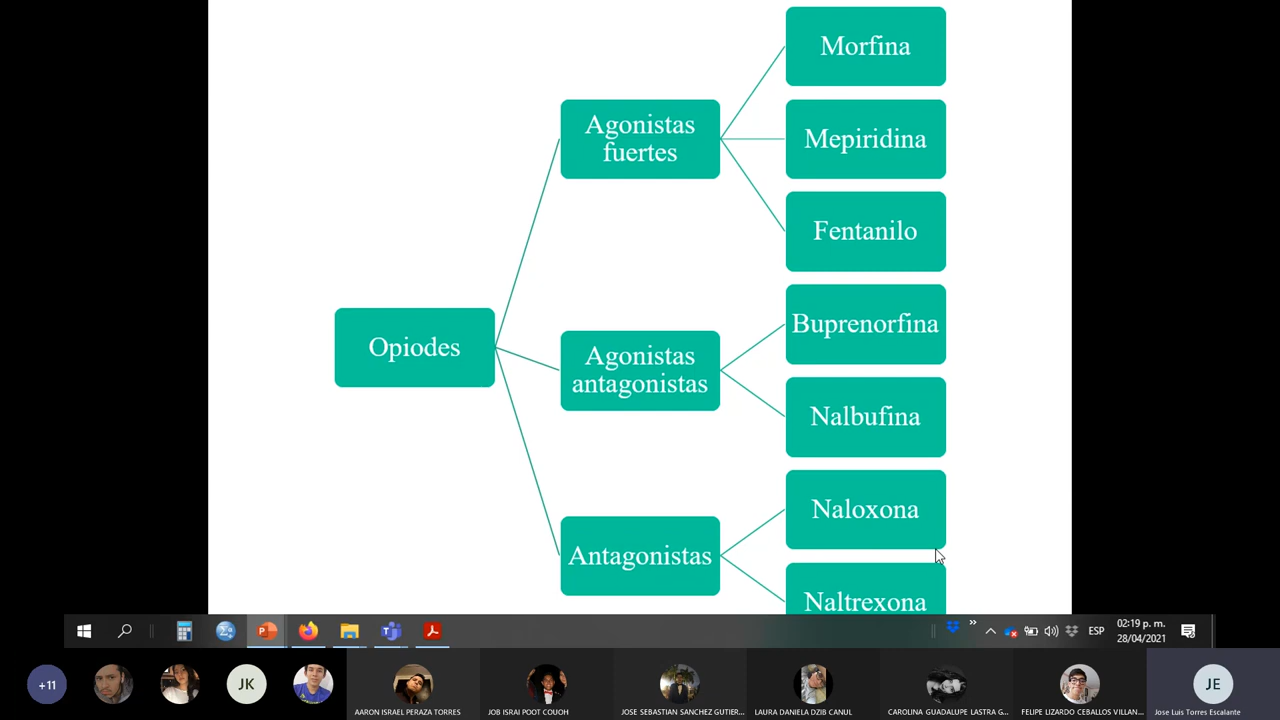 Morfina
Agonistas
fuertes
Mepiridina
Fentanilo
Opiodes
Agonistas
antagonistas
Buprenorfina
Nalbufina
Antagonistas
Naloxona
Naltrexona
ESP
02:19 p. m.
28/04/2021
+11
JK
AARON ISRAEL PERAZA TORRES
JOB ISRAI POOT COUOH
JOSE SEBASTIAN SANCHEZ GUTIER...
LAURA DANIELA DZIB CANUL
CAROLINA GUADALUPE LASTRA G...
FELIPE LIZARDO CEBALLOS VILLAN...
JE
Jose Luis Torres Escalante